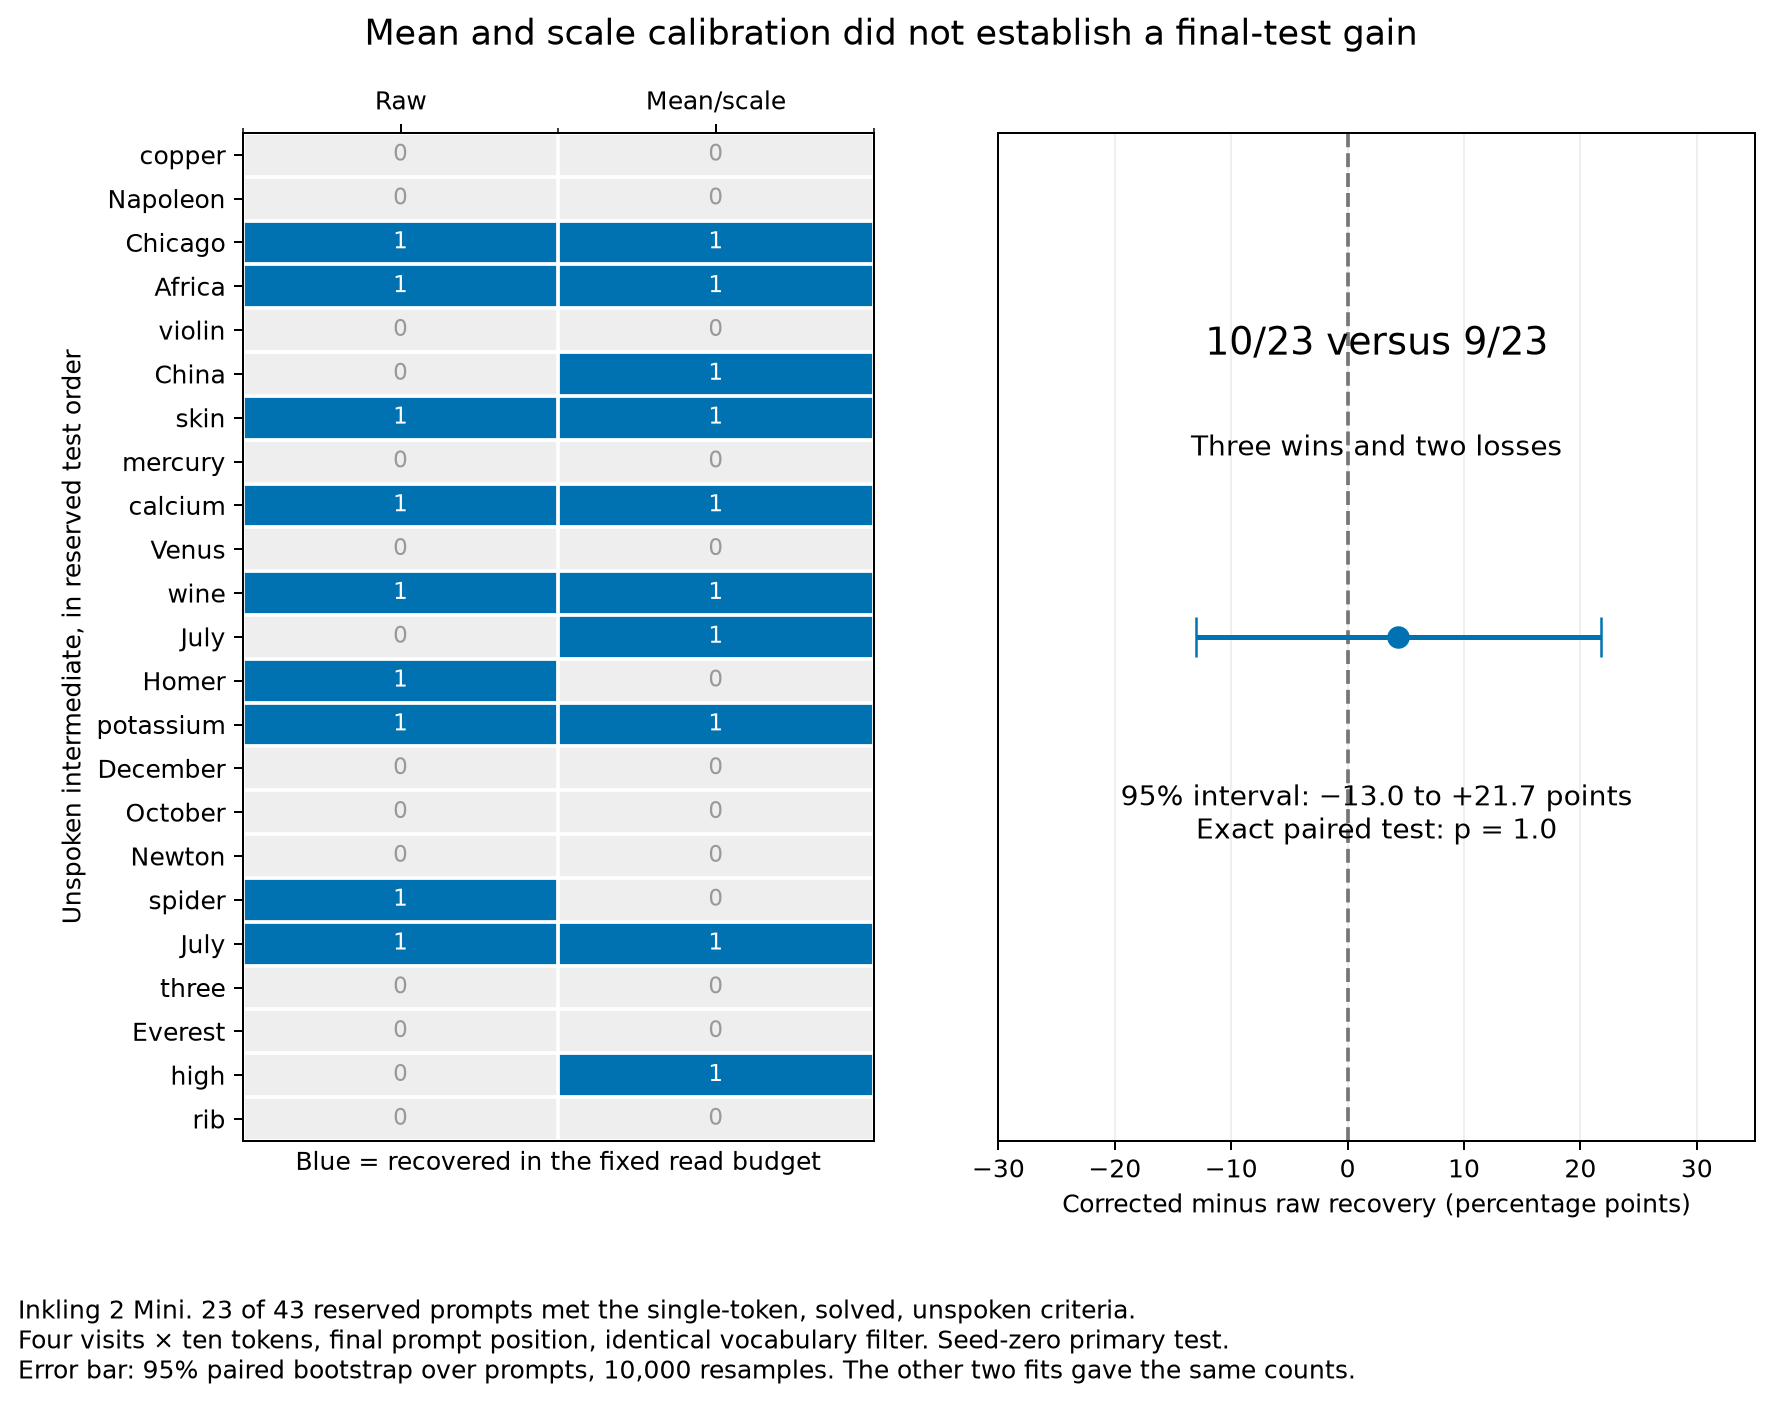 Mean and scale calibration did not establish a final-test gain
Raw Mean/scale
Unspoken intermediate, in reserved test order
copper 0 0
Napoleon 0 0
Chicago 1 1
Africa 1 1
violin 0 0
China 0 1
skin 1 1
mercury 0 0
calcium 1 1
Venus 0 0
wine 1 1
July 0 1
Homer 1 0
potassium 1 1
December 0 0
October 0 0
Newton 0 0
spider 1 0
July 1 1
three 0 0
Everest 0 0
high 0 1
rib 0 0
Blue = recovered in the fixed read budget
10/23 versus 9/23
Three wins and two losses
95% interval: −13.0 to +21.7 points
Exact paired test: p = 1.0
−30 −20 −10 0 10 20 30
Corrected minus raw recovery (percentage points)
Inkling 2 Mini. 23 of 43 reserved prompts met the single-token, solved, unspoken criteria.
Four visits × ten tokens, final prompt position, identical vocabulary filter. Seed-zero primary test.
Error bar: 95% paired bootstrap over prompts, 10,000 resamples. The other two fits gave the same counts.